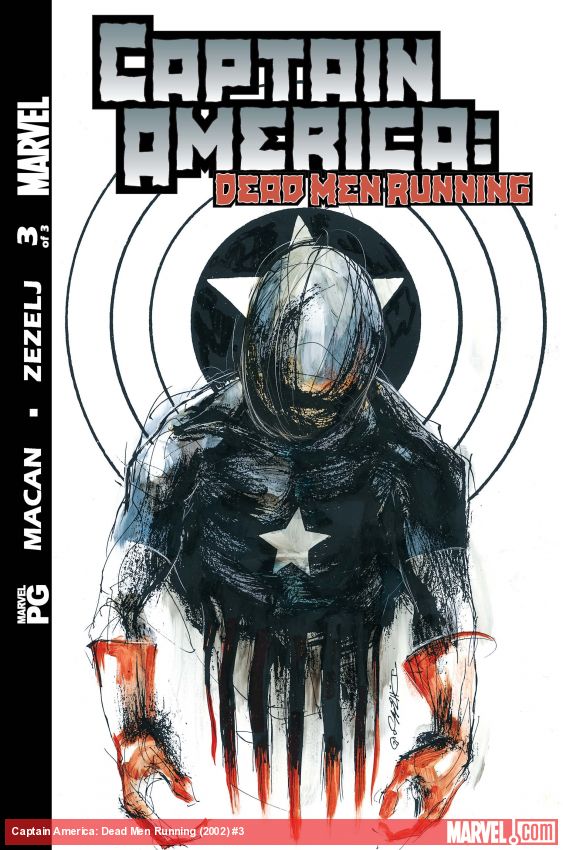 CAPTAIN
AMERICA:
DEAD MEN RUNNING
MARVEL
3
of 3
MACAN ▪ ZEZELJ
MARVEL
PG
Captain America: Dead Men Running (2002) #3
MARVEL.com